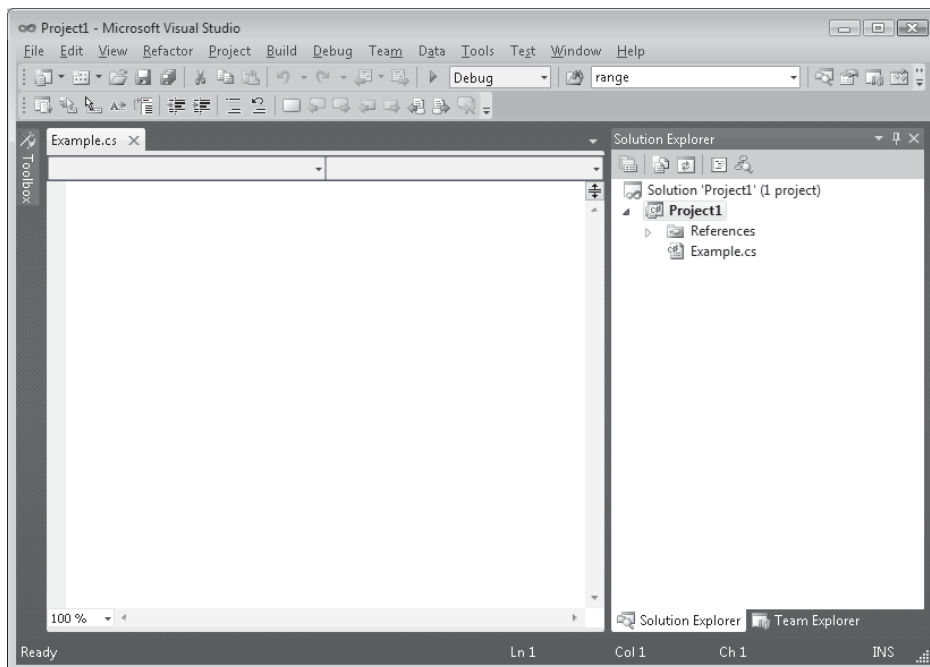 Project1 - Microsoft Visual Studio
File Edit View Refactor Project Build Debug Team Data Tools Test Window Help
Debug range
Example.cs
Solution Explorer
Toolbox
Solution 'Project1' (1 project)
Project1
References
Example.cs
100 %
Solution Explorer Team Explorer
Ready Ln 1 Col 1 Ch 1 INS